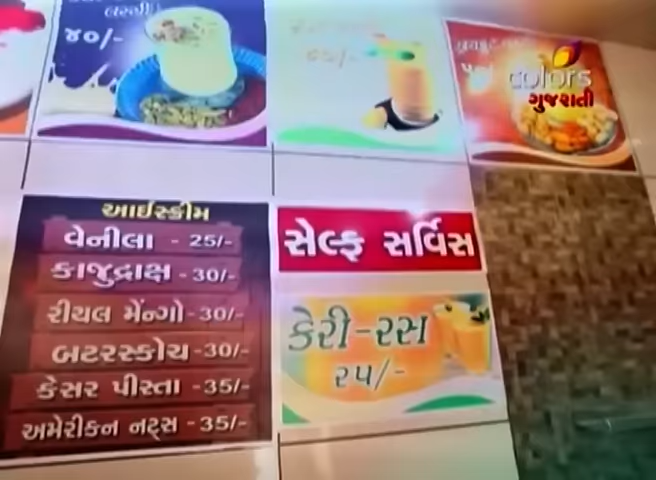 લસ્સી
૪૦/-
colors
ગુજરાતી
આઈસ્ક્રીમ
વેનીલા - 25/-
કાજુદ્રાક્ષ - 30/-
રીયલ મેંન્ગો - 30/-
બટરસ્કોચ - 30/-
કેસર પીસ્તા - 35/-
અમેરીકન નટ્સ - 35/-
સેલ્ફ સર્વિસ
કેરી-રસ
૨૫/-